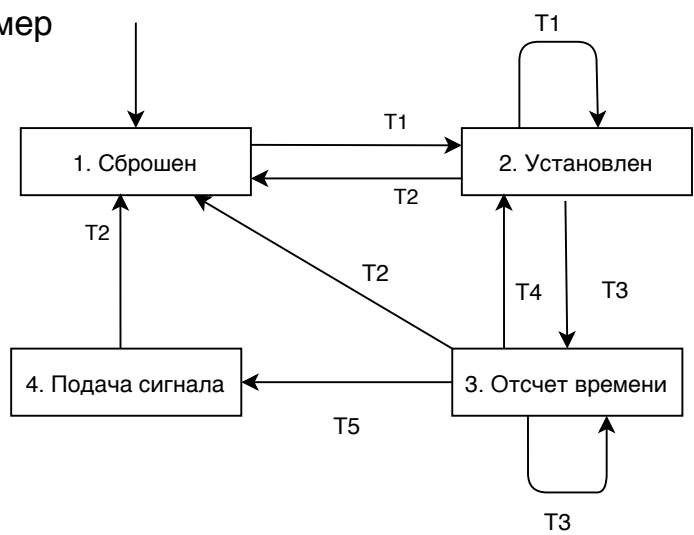 мер
T1
1. Сброшен
T1
2. Установлен
T2
T2
T2
T4
T3
4. Подача сигнала
3. Отсчет времени
T5
T3